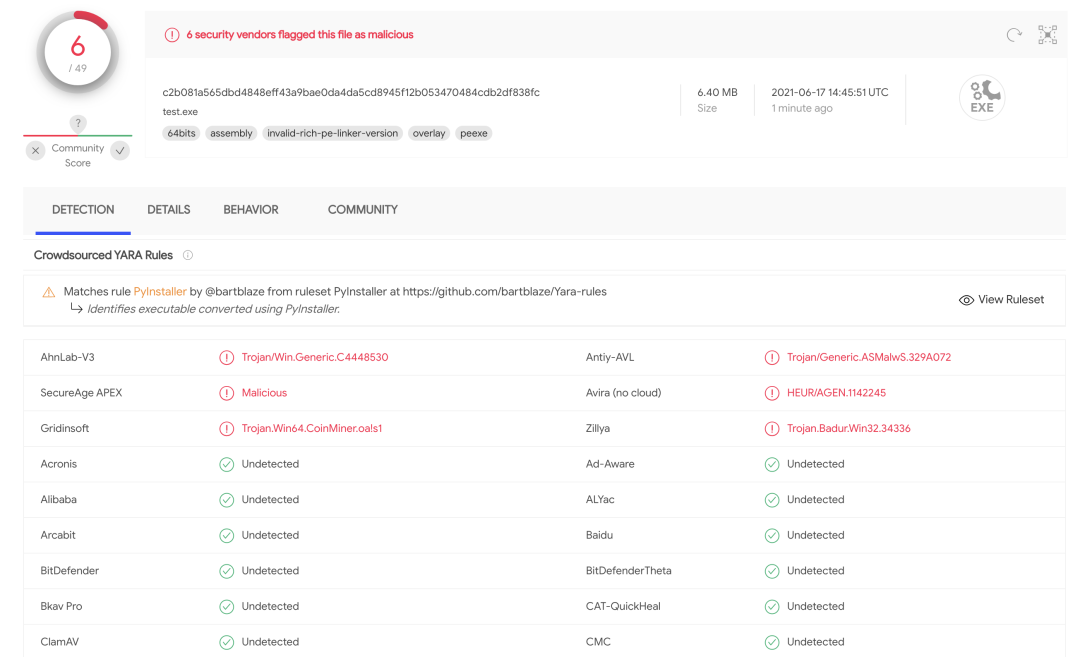 6
/ 49
6 security vendors flagged this file as malicious
c2b081a565dbd4848eff43a9bae0da4da5cd8945f12b053470484cdb2df838fc
test.exe
64bits assembly invalid-rich-pe-linker-version overlay peexe
6.40 MB
Size
2021-06-17 14:45:51 UTC
1 minute ago
EXE
?
Community
Score
DETECTION DETAILS BEHAVIOR COMMUNITY
Crowdsourced YARA Rules
Matches rule PyInstaller by @bartblaze from ruleset PyInstaller at https://github.com/bartblaze/Yara-rules
Identifies executable converted using PyInstaller.
View Ruleset
AhnLab-V3 Trojan/Win.Generic.C4448530 Antiy-AVL Trojan/Generic.ASMalwS.329A072
SecureAge APEX Malicious Avira (no cloud) HEUR/AGEN.1142245
Gridinsoft Trojan.Win64.CoinMiner.oa!s1 Zillya Trojan.Badur.Win32.34336
Acronis Undetected Ad-Aware Undetected
Alibaba Undetected ALYac Undetected
Arcabit Undetected Baidu Undetected
BitDefender Undetected BitDefenderTheta Undetected
Bkav Pro Undetected CAT-QuickHeal Undetected
ClamAV Undetected CMC Undetected